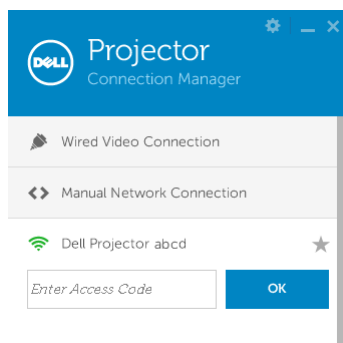 DELL
Projector
Connection Manager
Wired Video Connection
Manual Network Connection
Dell Projector abcd
Enter Access Code OK